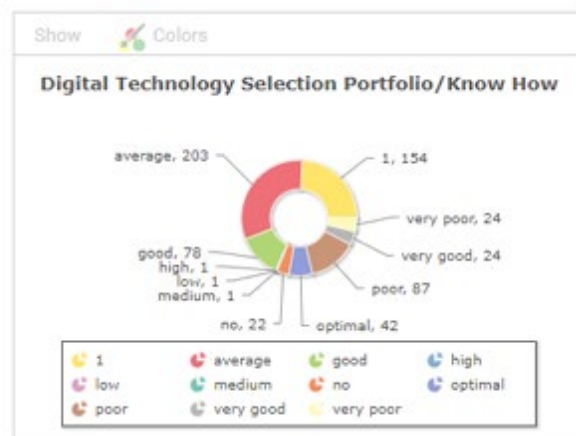 Show Colors
Digital Technology Selection Portfolio/Know How
average, 203
1, 154
very poor, 24
good, 78
very good, 24
high, 1
low, 1
poor, 87
medium, 1
no, 22
optimal, 42
1 average good high
low medium no optimal
poor very good very poor